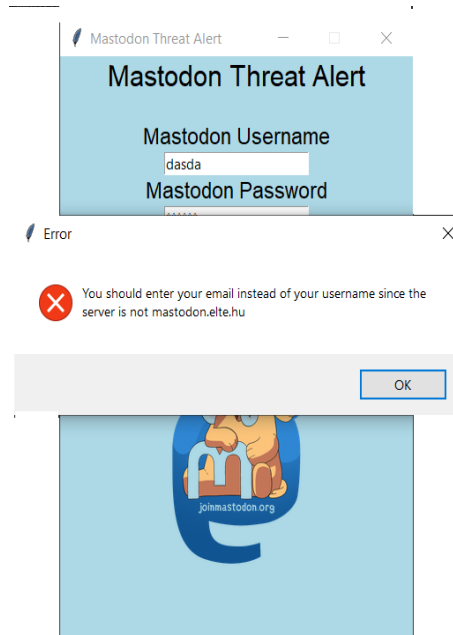 Mastodon Threat Alert
Mastodon Threat Alert
Mastodon Username
dasda
Mastodon Password
Error
You should enter your email instead of your username since the
server is not mastodon.elte.hu
OK
joinmastodon.org